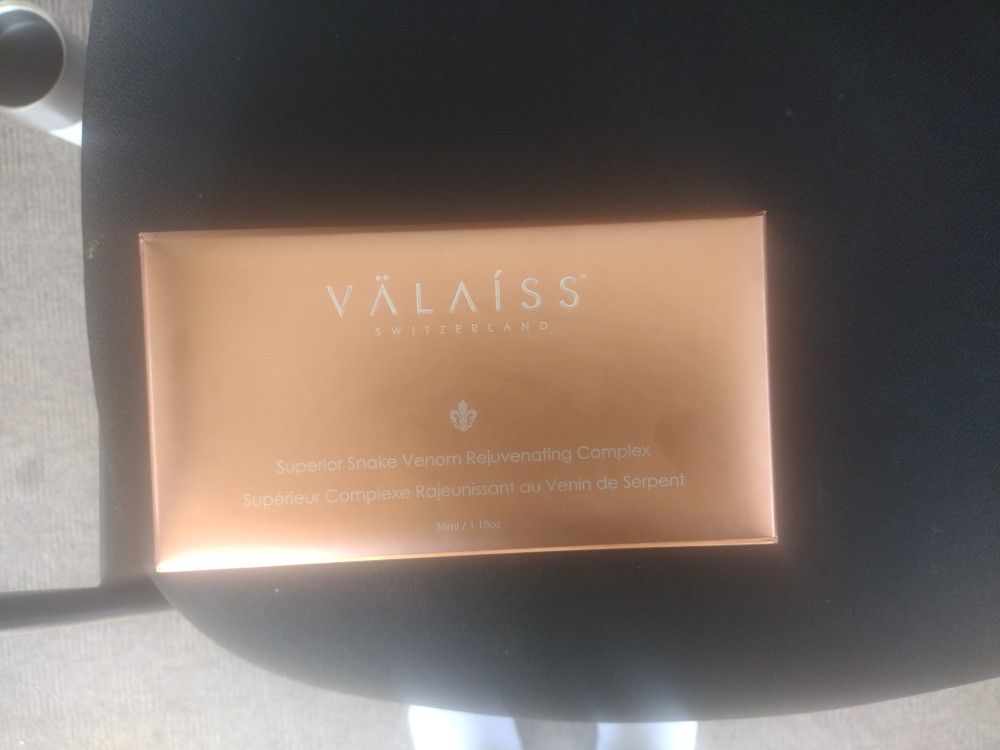 VÄLAÍSS™
SWITZERLAND
Superior Snake Venom Rejuvenating Complex
Supérieur Complexe Rajeunissant au Venin de Serpent
35ml / 1.18oz